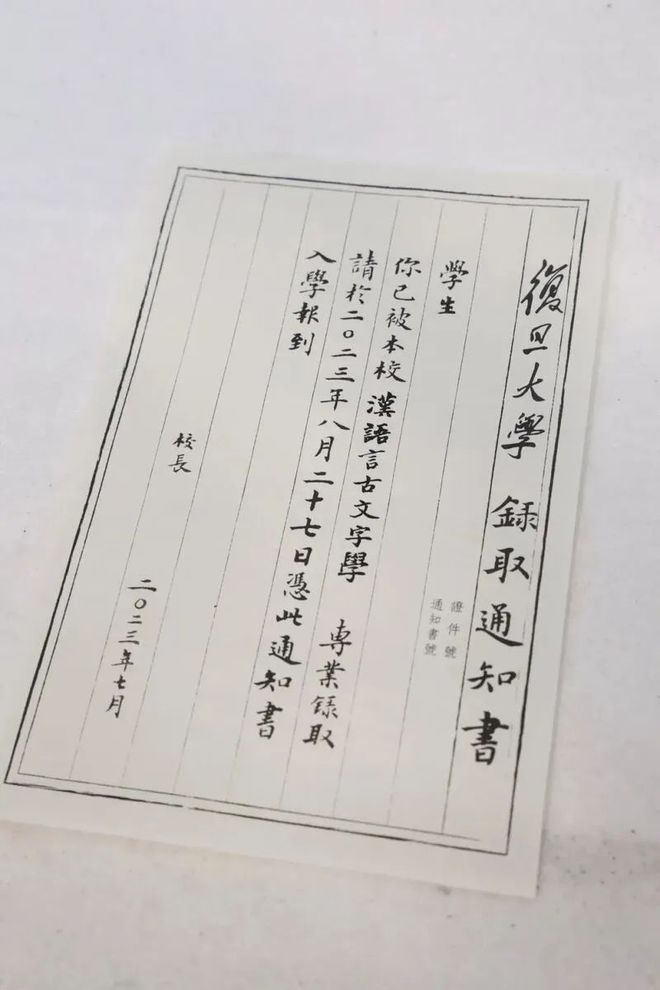 復旦大學 錄取通知書
證件號
通知書號
學生
你已被本校漢語言古文字學 專業錄取
請於二〇二三年八月二十七日憑此通知書
入學報到
校長
二〇二三年七月